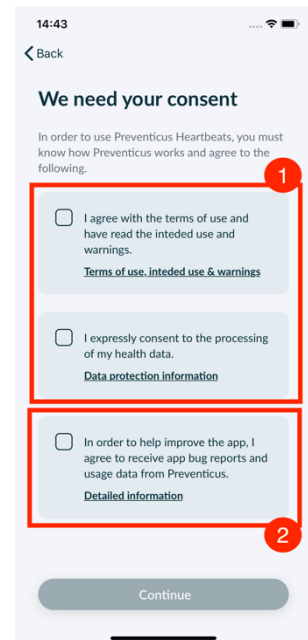 14:43
Back
We need your consent
In order to use Preventicus Heartbeats, you must
know how Preventicus works and agree to the
following.
1
I agree with the terms of use and
have read the inteded use and
warnings.
Terms of use, inteded use & warnings
I expressly consent to the processing
of my health data.
Data protection information
In order to help improve the app, I
agree to receive app bug reports and
usage data from Preventicus.
Detailed information
2
Continue